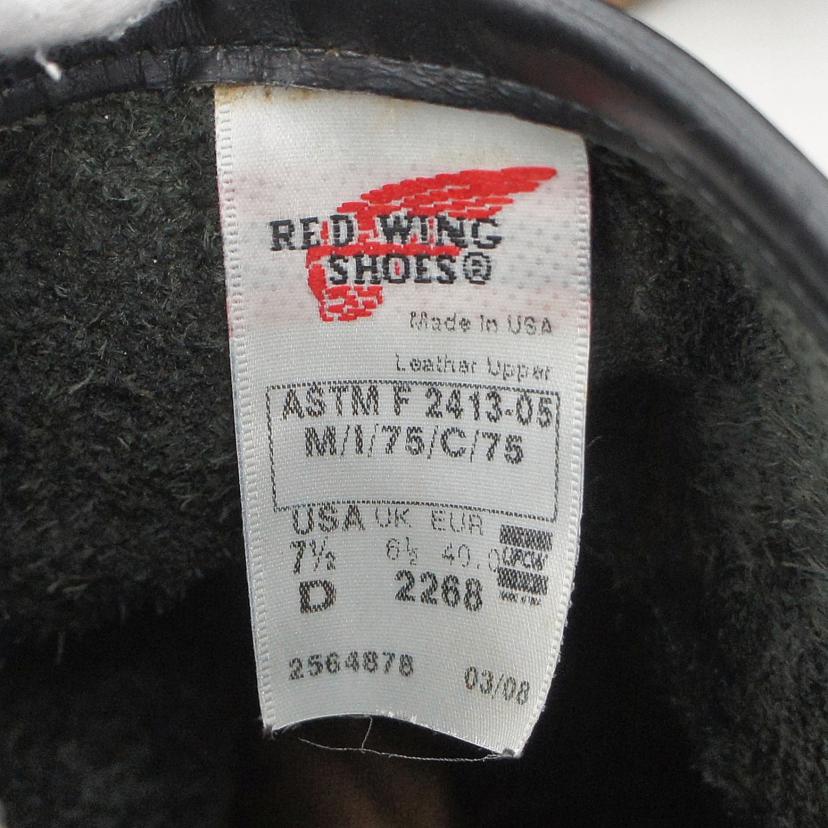 RED WING
SHOES®
Made in USA
Leather Upper
ASTM F 2413-05
M/I/75/C/75
USA UK EUR
7½ 6½ 40.0 UFCW
D 2268
2564878 03/08